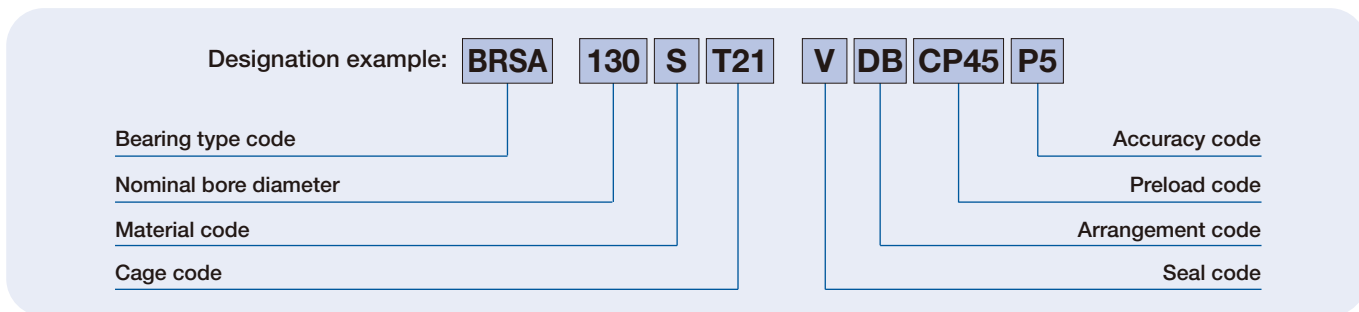 Designation example: BRSA 130 S T21 V DB CP45 P5
Bearing type code
Accuracy code
Nominal bore diameter
Preload code
Material code
Arrangement code
Cage code
Seal code